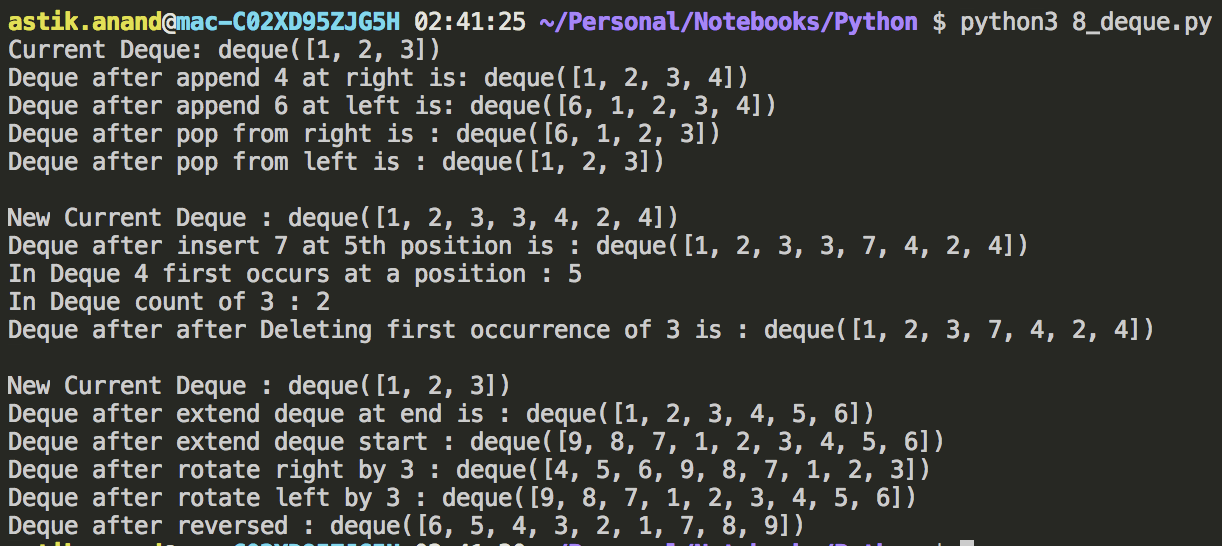 astik.anand@mac-C02XD95ZJG5H 02:41:25 ~/Personal/Notebooks/Python $ python3 8_deque.py
Current Deque: deque([1, 2, 3])
Deque after append 4 at right is: deque([1, 2, 3, 4])
Deque after append 6 at left is: deque([6, 1, 2, 3, 4])
Deque after pop from right is : deque([6, 1, 2, 3])
Deque after pop from left is : deque([1, 2, 3])
New Current Deque : deque([1, 2, 3, 3, 4, 2, 4])
Deque after insert 7 at 5th position is : deque([1, 2, 3, 3, 7, 4, 2, 4])
In Deque 4 first occurs at a position : 5
In Deque count of 3 : 2
Deque after after Deleting first occurrence of 3 is : deque([1, 2, 3, 7, 4, 2, 4])
New Current Deque : deque([1, 2, 3])
Deque after extend deque at end is : deque([1, 2, 3, 4, 5, 6])
Deque after extend deque start : deque([9, 8, 7, 1, 2, 3, 4, 5, 6])
Deque after rotate right by 3 : deque([4, 5, 6, 9, 8, 7, 1, 2, 3])
Deque after rotate left by 3 : deque([9, 8, 7, 1, 2, 3, 4, 5, 6])
Deque after reversed : deque([6, 5, 4, 3, 2, 1, 7, 8, 9])
astik.anand@mac-C02XD95ZJG5H 02:41:30 ~/Personal/Notebooks/Python $